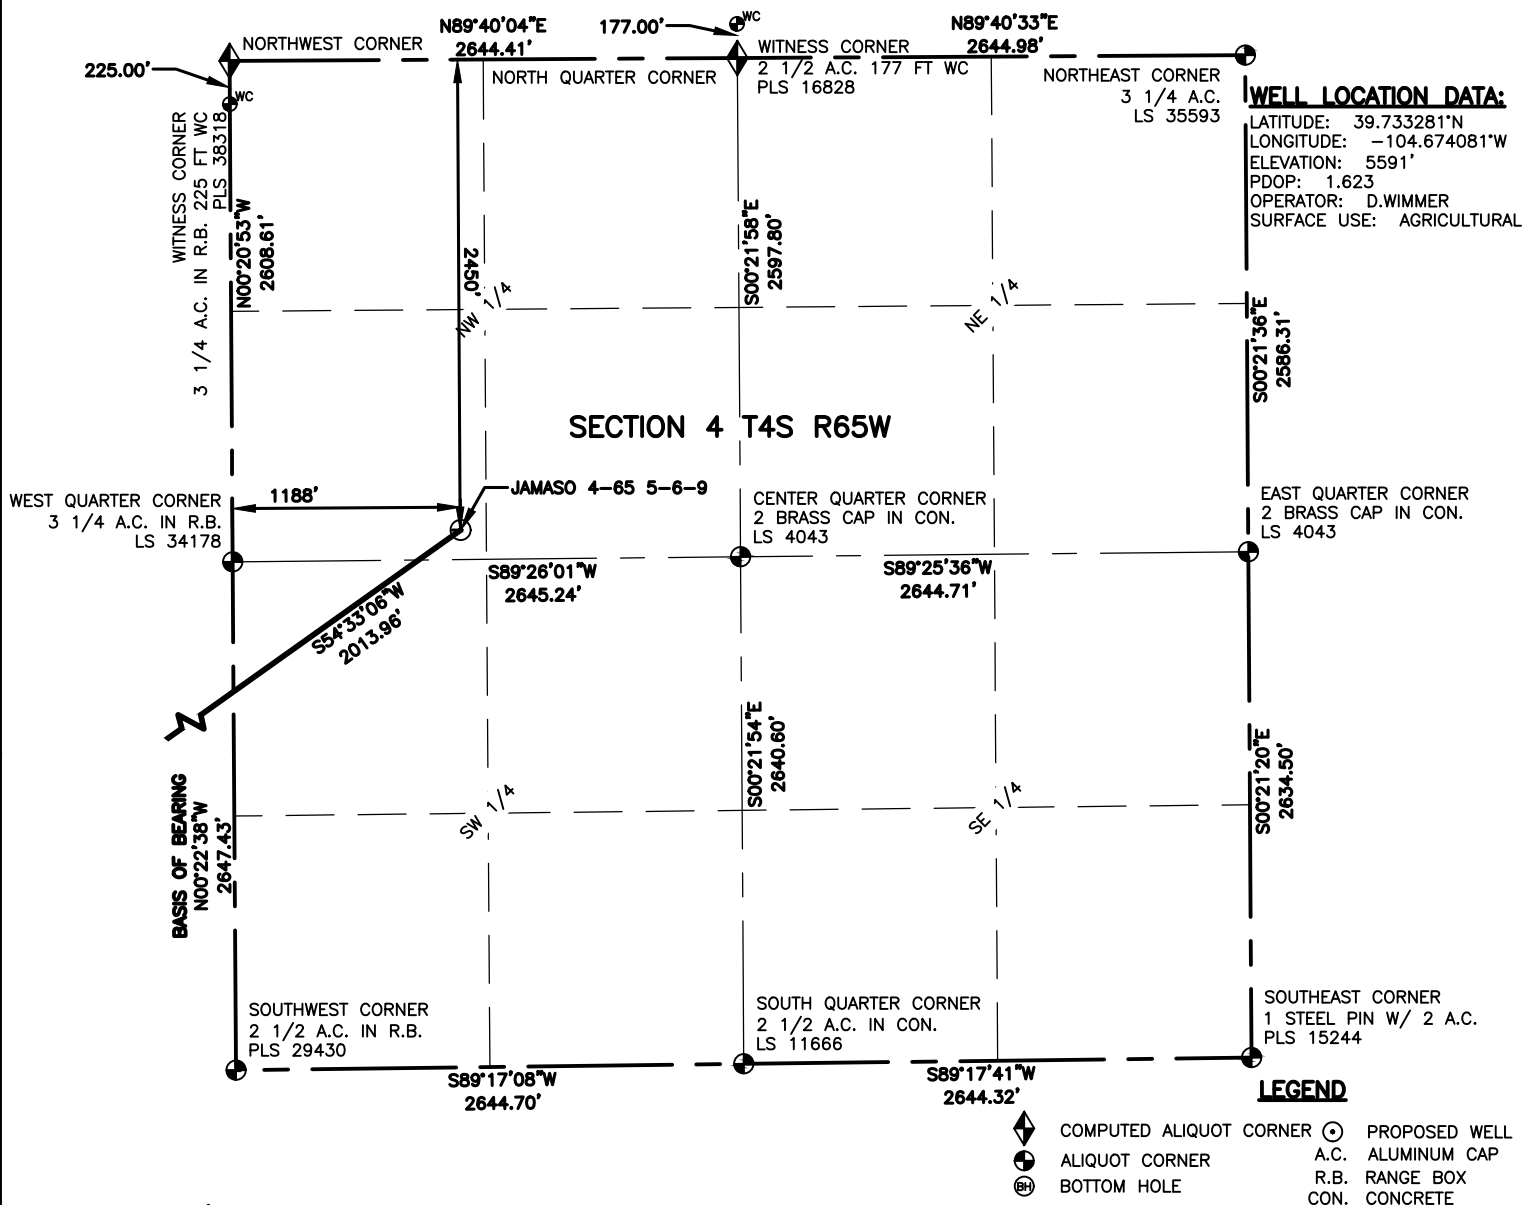 N89°40'04"E
2644.41'
177.00'
WC
N89°40'33"E
2644.98'
NORTHWEST CORNER
225.00'
WC
NORTH QUARTER CORNER
WITNESS CORNER
2 1/2 A.C. 177 FT WC
PLS 16828
NORTHEAST CORNER
3 1/4 A.C.
LS 35593
WELL LOCATION DATA:
LATITUDE: 39.733281°N
LONGITUDE: -104.674081°W
ELEVATION: 5591'
PDOP: 1.623
OPERATOR: D.WIMMER
SURFACE USE: AGRICULTURAL
WITNESS CORNER
3 1/4 A.C. IN R.B. 225 FT WC
PLS 38318
N00°20'53"W
2608.61'
2450'
NW 1/4
S00°21'58"E
2597.80'
NE 1/4
S00°21'36"E
2586.31'
SECTION 4 T4S R65W
WEST QUARTER CORNER
3 1/4 A.C. IN R.B.
LS 34178
1188'
JAMASO 4-65 5-6-9
CENTER QUARTER CORNER
2 BRASS CAP IN CON.
LS 4043
EAST QUARTER CORNER
2 BRASS CAP IN CON.
LS 4043
S89°26'01"W
2645.24'
S89°25'36"W
2644.71'
S54°33'06"W
2013.96'
BASIS OF BEARING
N00°22'38"W
2647.43'
SW 1/4
S00°21'54"E
2640.60'
SE 1/4
S00°21'20"E
2634.50'
SOUTHWEST CORNER
2 1/2 A.C. IN R.B.
PLS 29430
SOUTH QUARTER CORNER
2 1/2 A.C. IN CON.
LS 11666
SOUTHEAST CORNER
1 STEEL PIN W/ 2 A.C.
PLS 15244
S89°17'08"W
2644.70'
S89°17'41"W
2644.32'
LEGEND
COMPUTED ALIQUOT CORNER
PROPOSED WELL
ALIQUOT CORNER
A.C. ALUMINUM CAP
BH BOTTOM HOLE
R.B. RANGE BOX
CON. CONCRETE